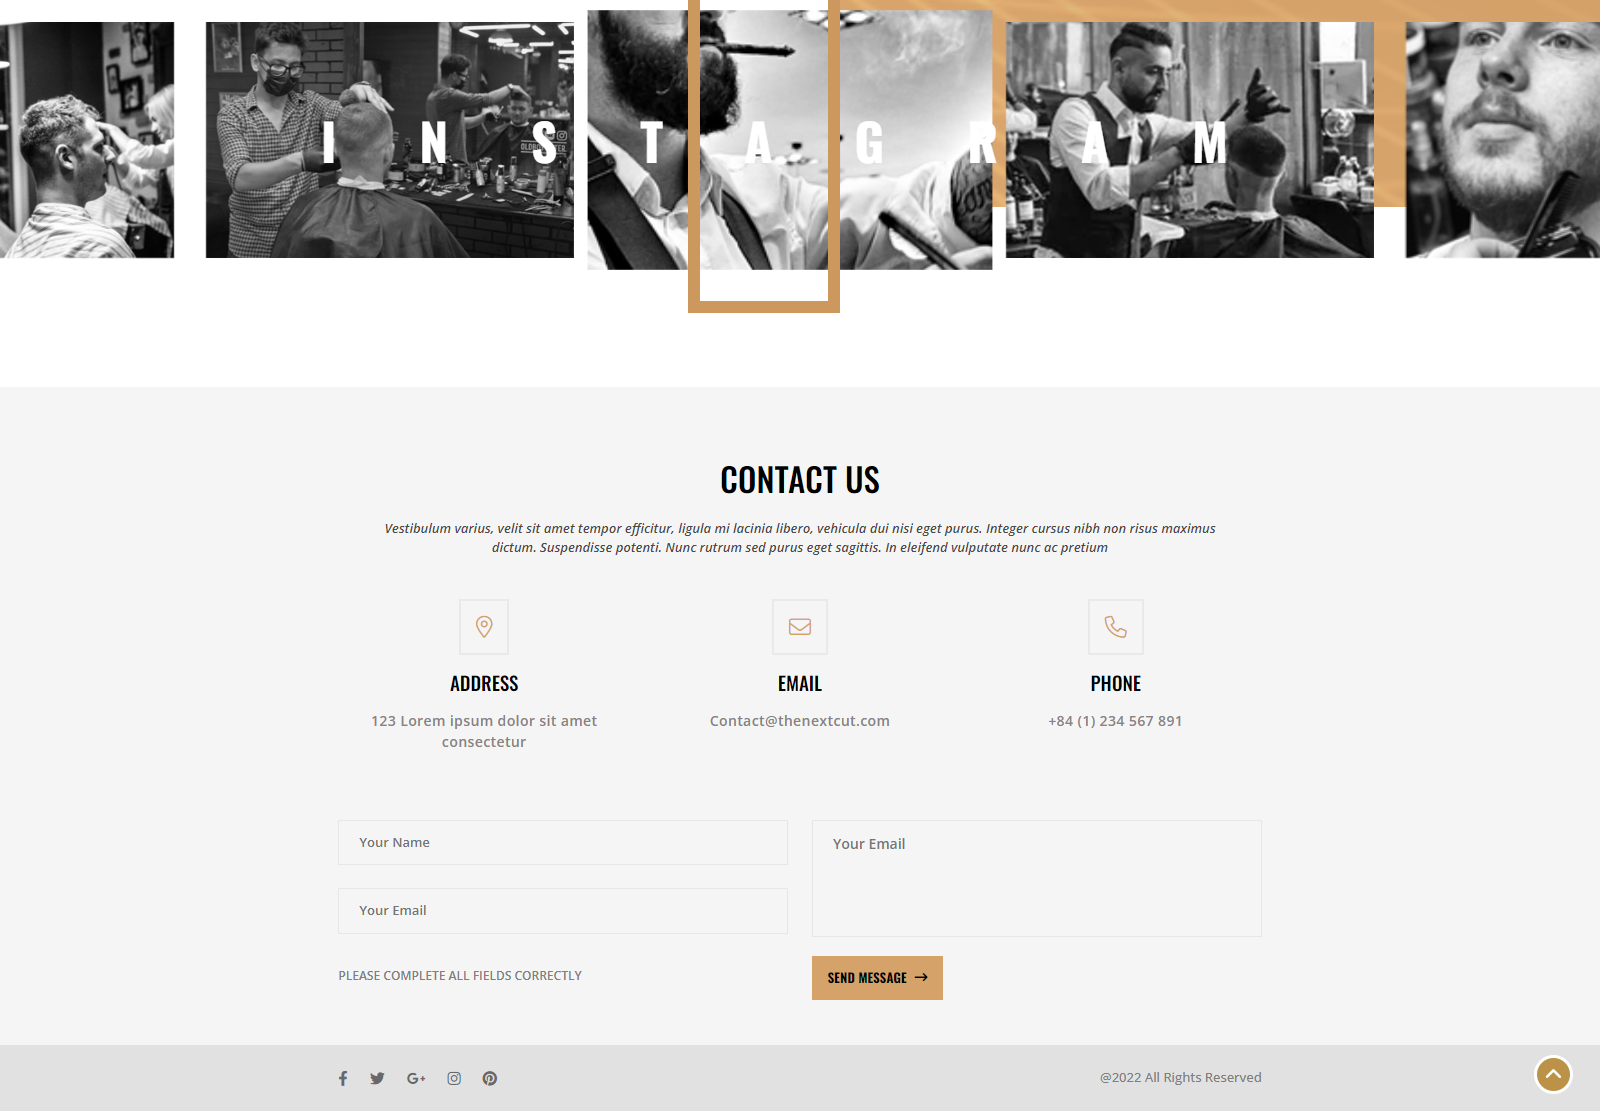 INSTAGRAM
CONTACT US
Vestibulum varius, velit sit amet tempor efficitur, ligula mi lacinia libero, vehicula dui nisi eget purus. Integer cursus nibh non risus maximus
dictum. Suspendisse potenti. Nunc rutrum sed purus eget sagittis. In eleifend vulputate nunc ac pretium
ADDRESS
123 Lorem ipsum dolor sit amet
consectetur
EMAIL
Contact@thenextcut.com
PHONE
+84 (1) 234 567 891
Your Name
Your Email
Your Email
PLEASE COMPLETE ALL FIELDS CORRECTLY
SEND MESSAGE
@2022 All Rights Reserved